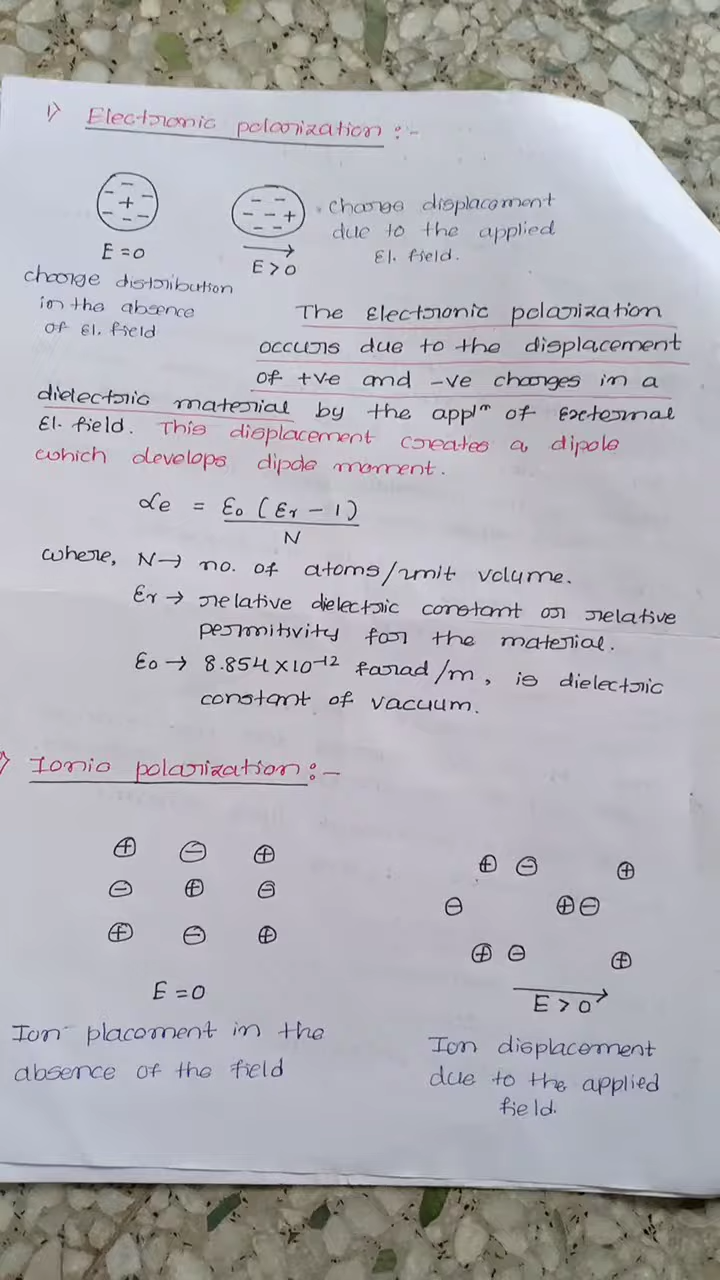 1) Electronic polarization :-
E = 0
E > 0
charge displacement
due to the applied
El. field.
charge distribution
in the absence
of El. field
The Electronic polarization
occurs due to the displacement
of +ve and -ve charges in a
dielectric material by the applⁿ of External
El. field. This displacement creates a dipole
which develops dipole moment.
αe = ε0 (εr - 1)
N
where, N → no. of atoms/unit volume.
εr → relative dielectric constant or relative
permitivity for the material.
ε0 → 8.854 × 10⁻¹² farad/m, is dielectric
constant of vacuum.
Ionic polarization :-
+ - + + - +
- + - - + -
+ - + + - +
E = 0
E > 0
Ion placement in the
absence of the field
Ion displacement
due to the applied
field.